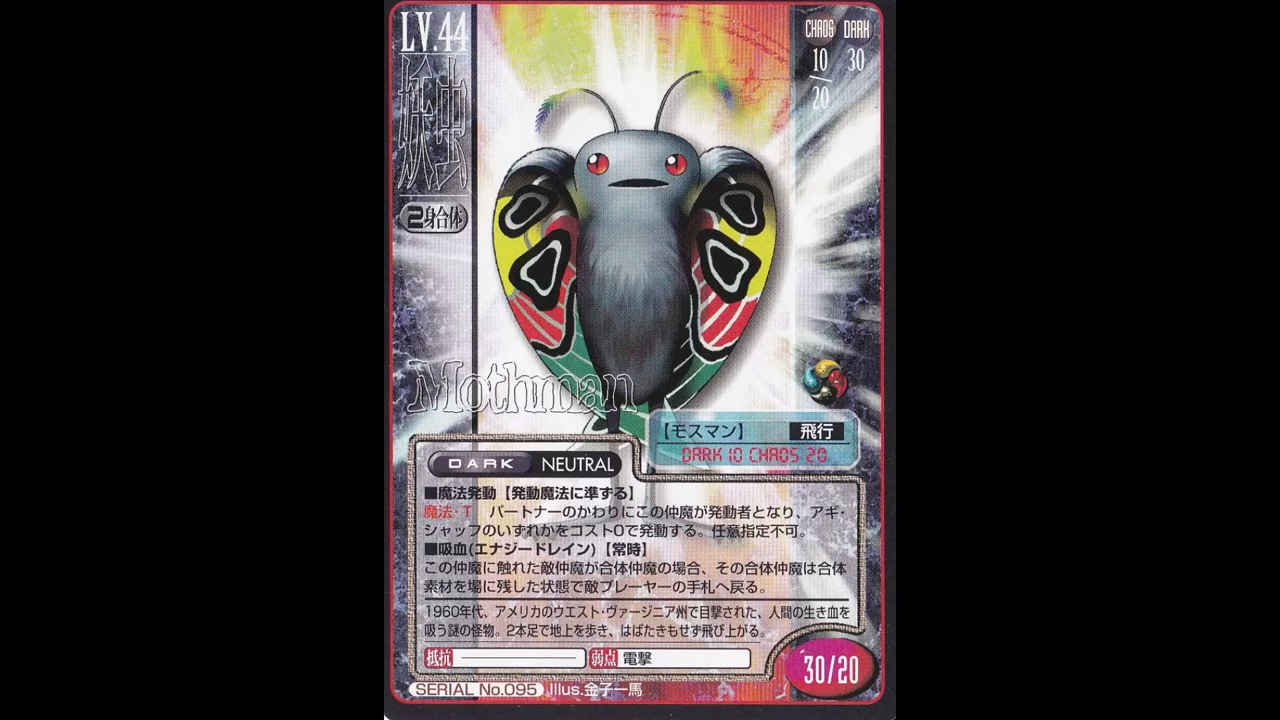 LV.44
CHAOS DARK
10/20 30
妖虫
2身合体
Mothman
【モスマン】 飛行
DARK 10 CHAOS 20
DARK NEUTRAL
■魔法発動【発動魔法に準ずる】
魔法・T パートナーのかわりにこの仲魔が発動者となり、アギ・
シャッフのいずれかをコスト0で発動する。任意指定不可。
■吸血(エナジードレイン)【常時】
この仲魔に触れた敵仲魔が合体仲魔の場合、その合体仲魔は合体
素材を場に残した状態で敵プレーヤーの手札へ戻る。
1960年代、アメリカのウエスト・ヴァージニア州で目撃された、人間の生き血を
吸う謎の怪物。2本足で地上を歩き、はばたきもせず飛び上がる。
抵抗 ——— 弱点 電撃
30/20
SERIAL No.095 Illus.金子一馬